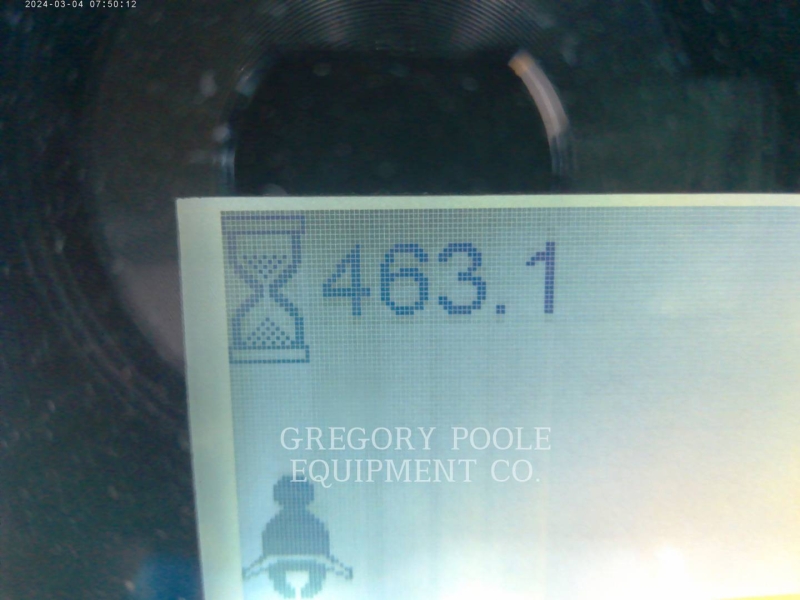 2024-03-04 07:50:12
463.1
GREGORY POOLE
EQUIPMENT CO.